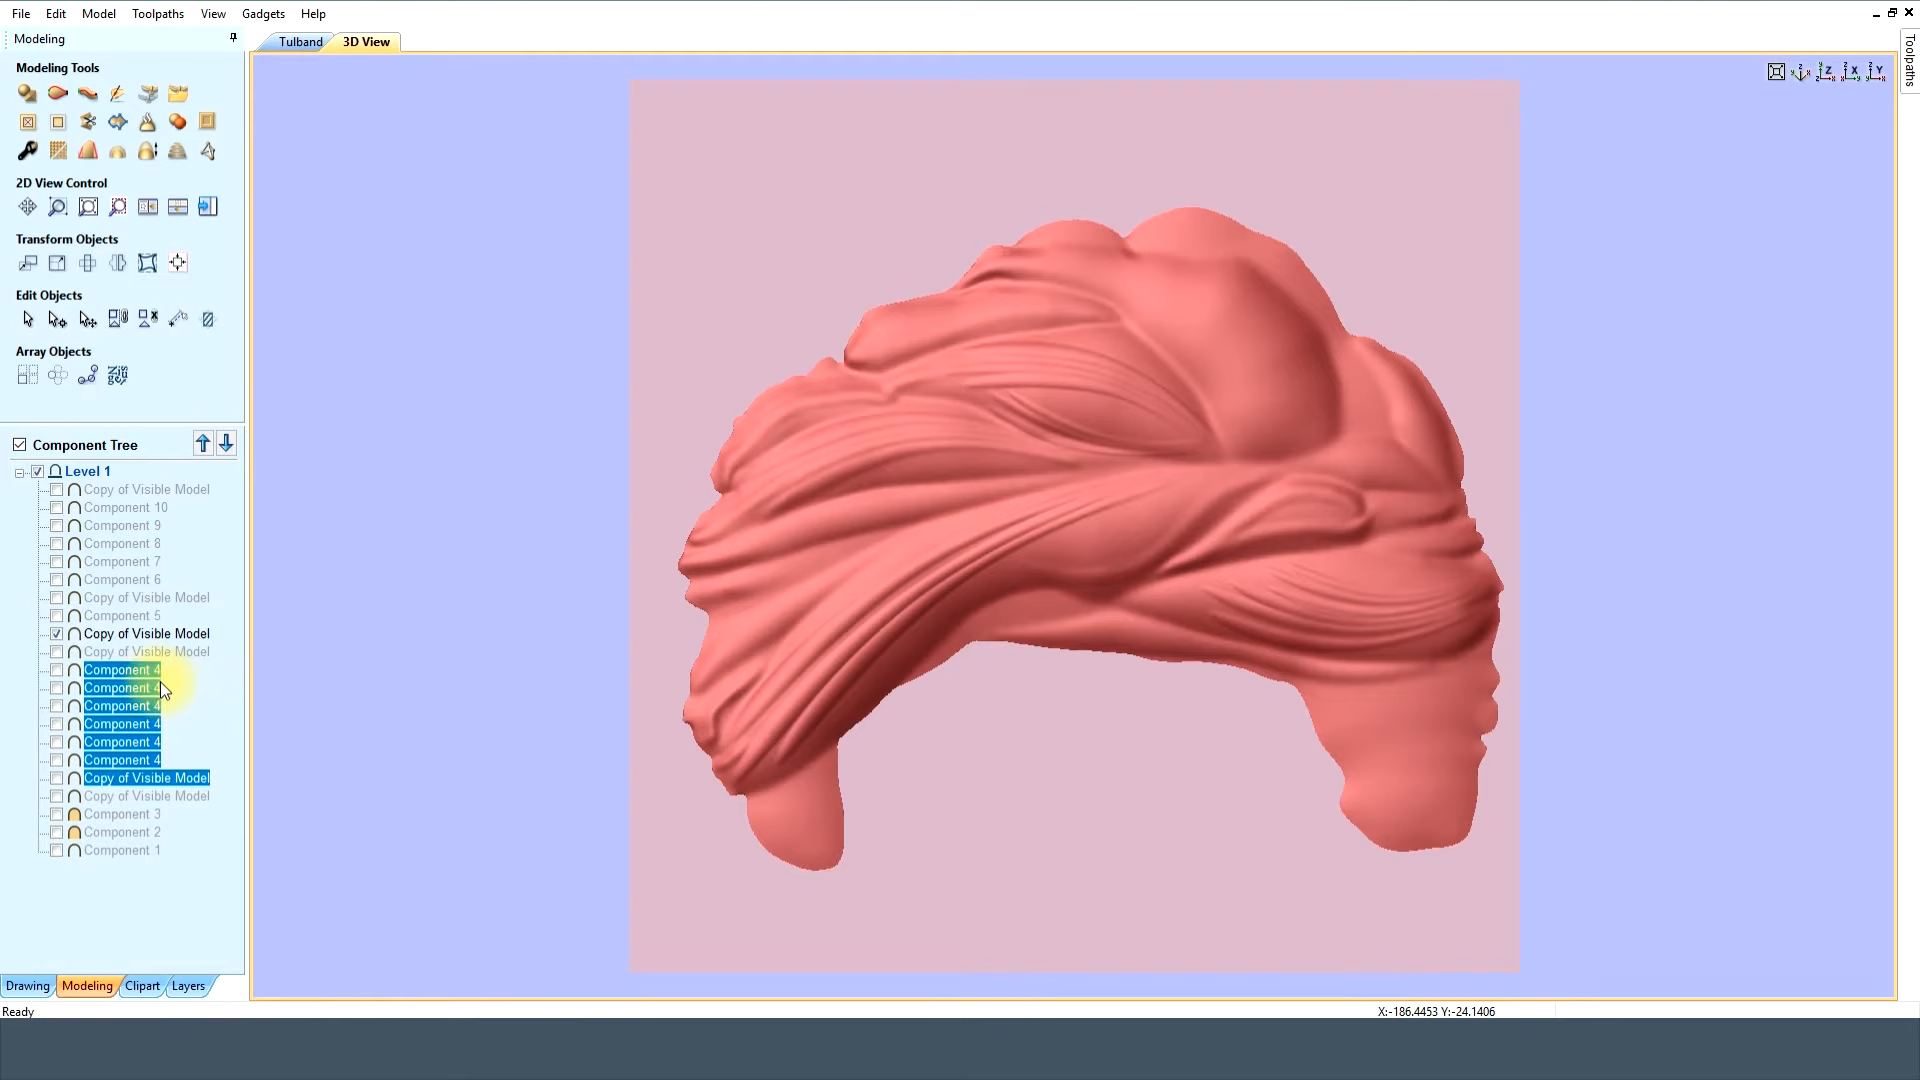 File Edit Model Toolpaths View Gadgets Help
Modeling
Tulband 3D View
Toolpaths
Modeling Tools
2D View Control
Transform Objects
Edit Objects
Array Objects
Component Tree
Level 1
Copy of Visible Model
Component 10
Component 9
Component 8
Component 7
Component 6
Copy of Visible Model
Component 5
Copy of Visible Model
Copy of Visible Model
Component 4
Component 4
Component 4
Component 4
Component 4
Component 4
Copy of Visible Model
Copy of Visible Model
Component 3
Component 2
Component 1
Drawing Modeling Clipart Layers
Ready
X:-186.4453 Y:-24.1406